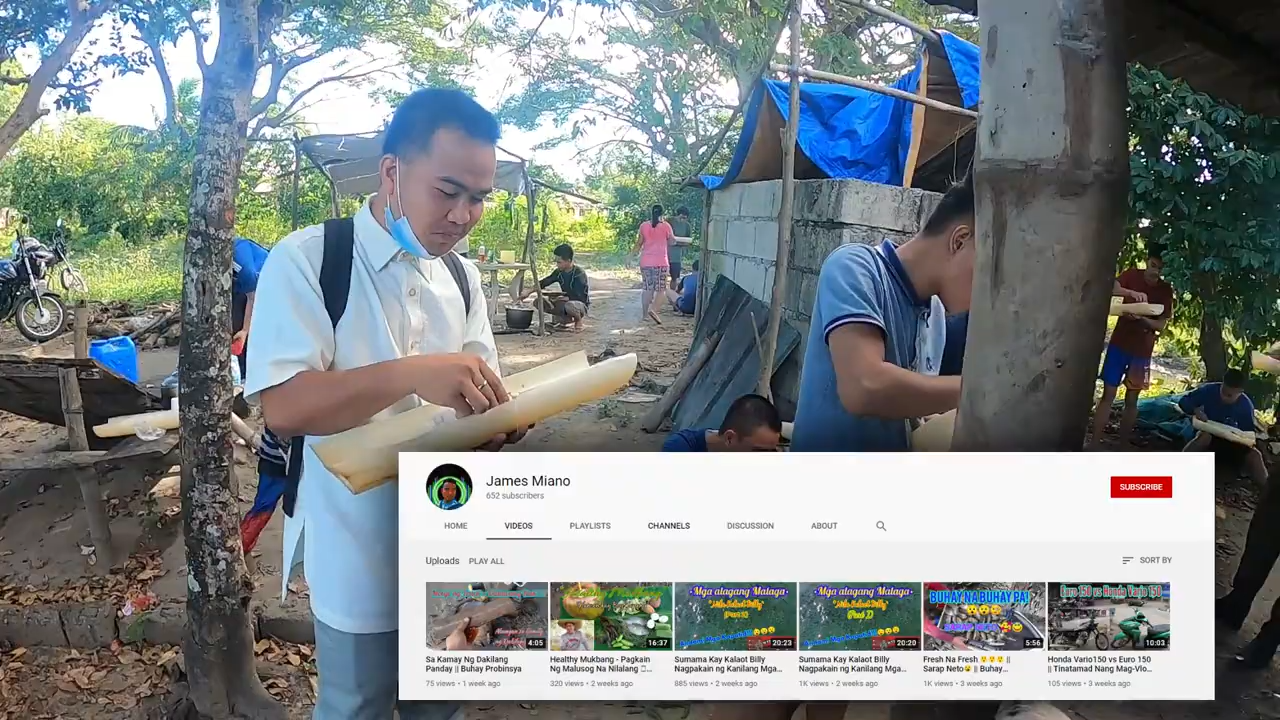 James Miano
652 subscribers
SUBSCRIBE
HOME VIDEOS PLAYLISTS CHANNELS DISCUSSION ABOUT
Uploads PLAY ALL SORT BY
4:05
Healthy Mukbang
16:37
Mga alagang Malaga
20:23
Mga alagang Malaga
20:20
BUHAY NA BUHAY PA!
5:56
Euro 150 vs Honda Vario 150
10:03
Sa Kamay Ng Dakilang
Panday || Buhay Probinsya
75 views • 1 week ago
Healthy Mukbang - Pagkain
Ng Malusog Na Nilalang
320 views • 2 weeks ago
Sumama Kay Kalaot Billy
Nagpakain ng Kanilang Mga...
885 views • 2 weeks ago
Sumama Kay Kalaot Billy
Nagpakain ng Kanilang Mga...
1K views • 2 weeks ago
Fresh Na Fresh 😲😲😲 ||
Sarap Neto😋 || Buhay...
1K views • 3 weeks ago
Honda Vario150 vs Euro 150
|| Tinatamad Nang Mag-Vlo...
105 views • 3 weeks ago